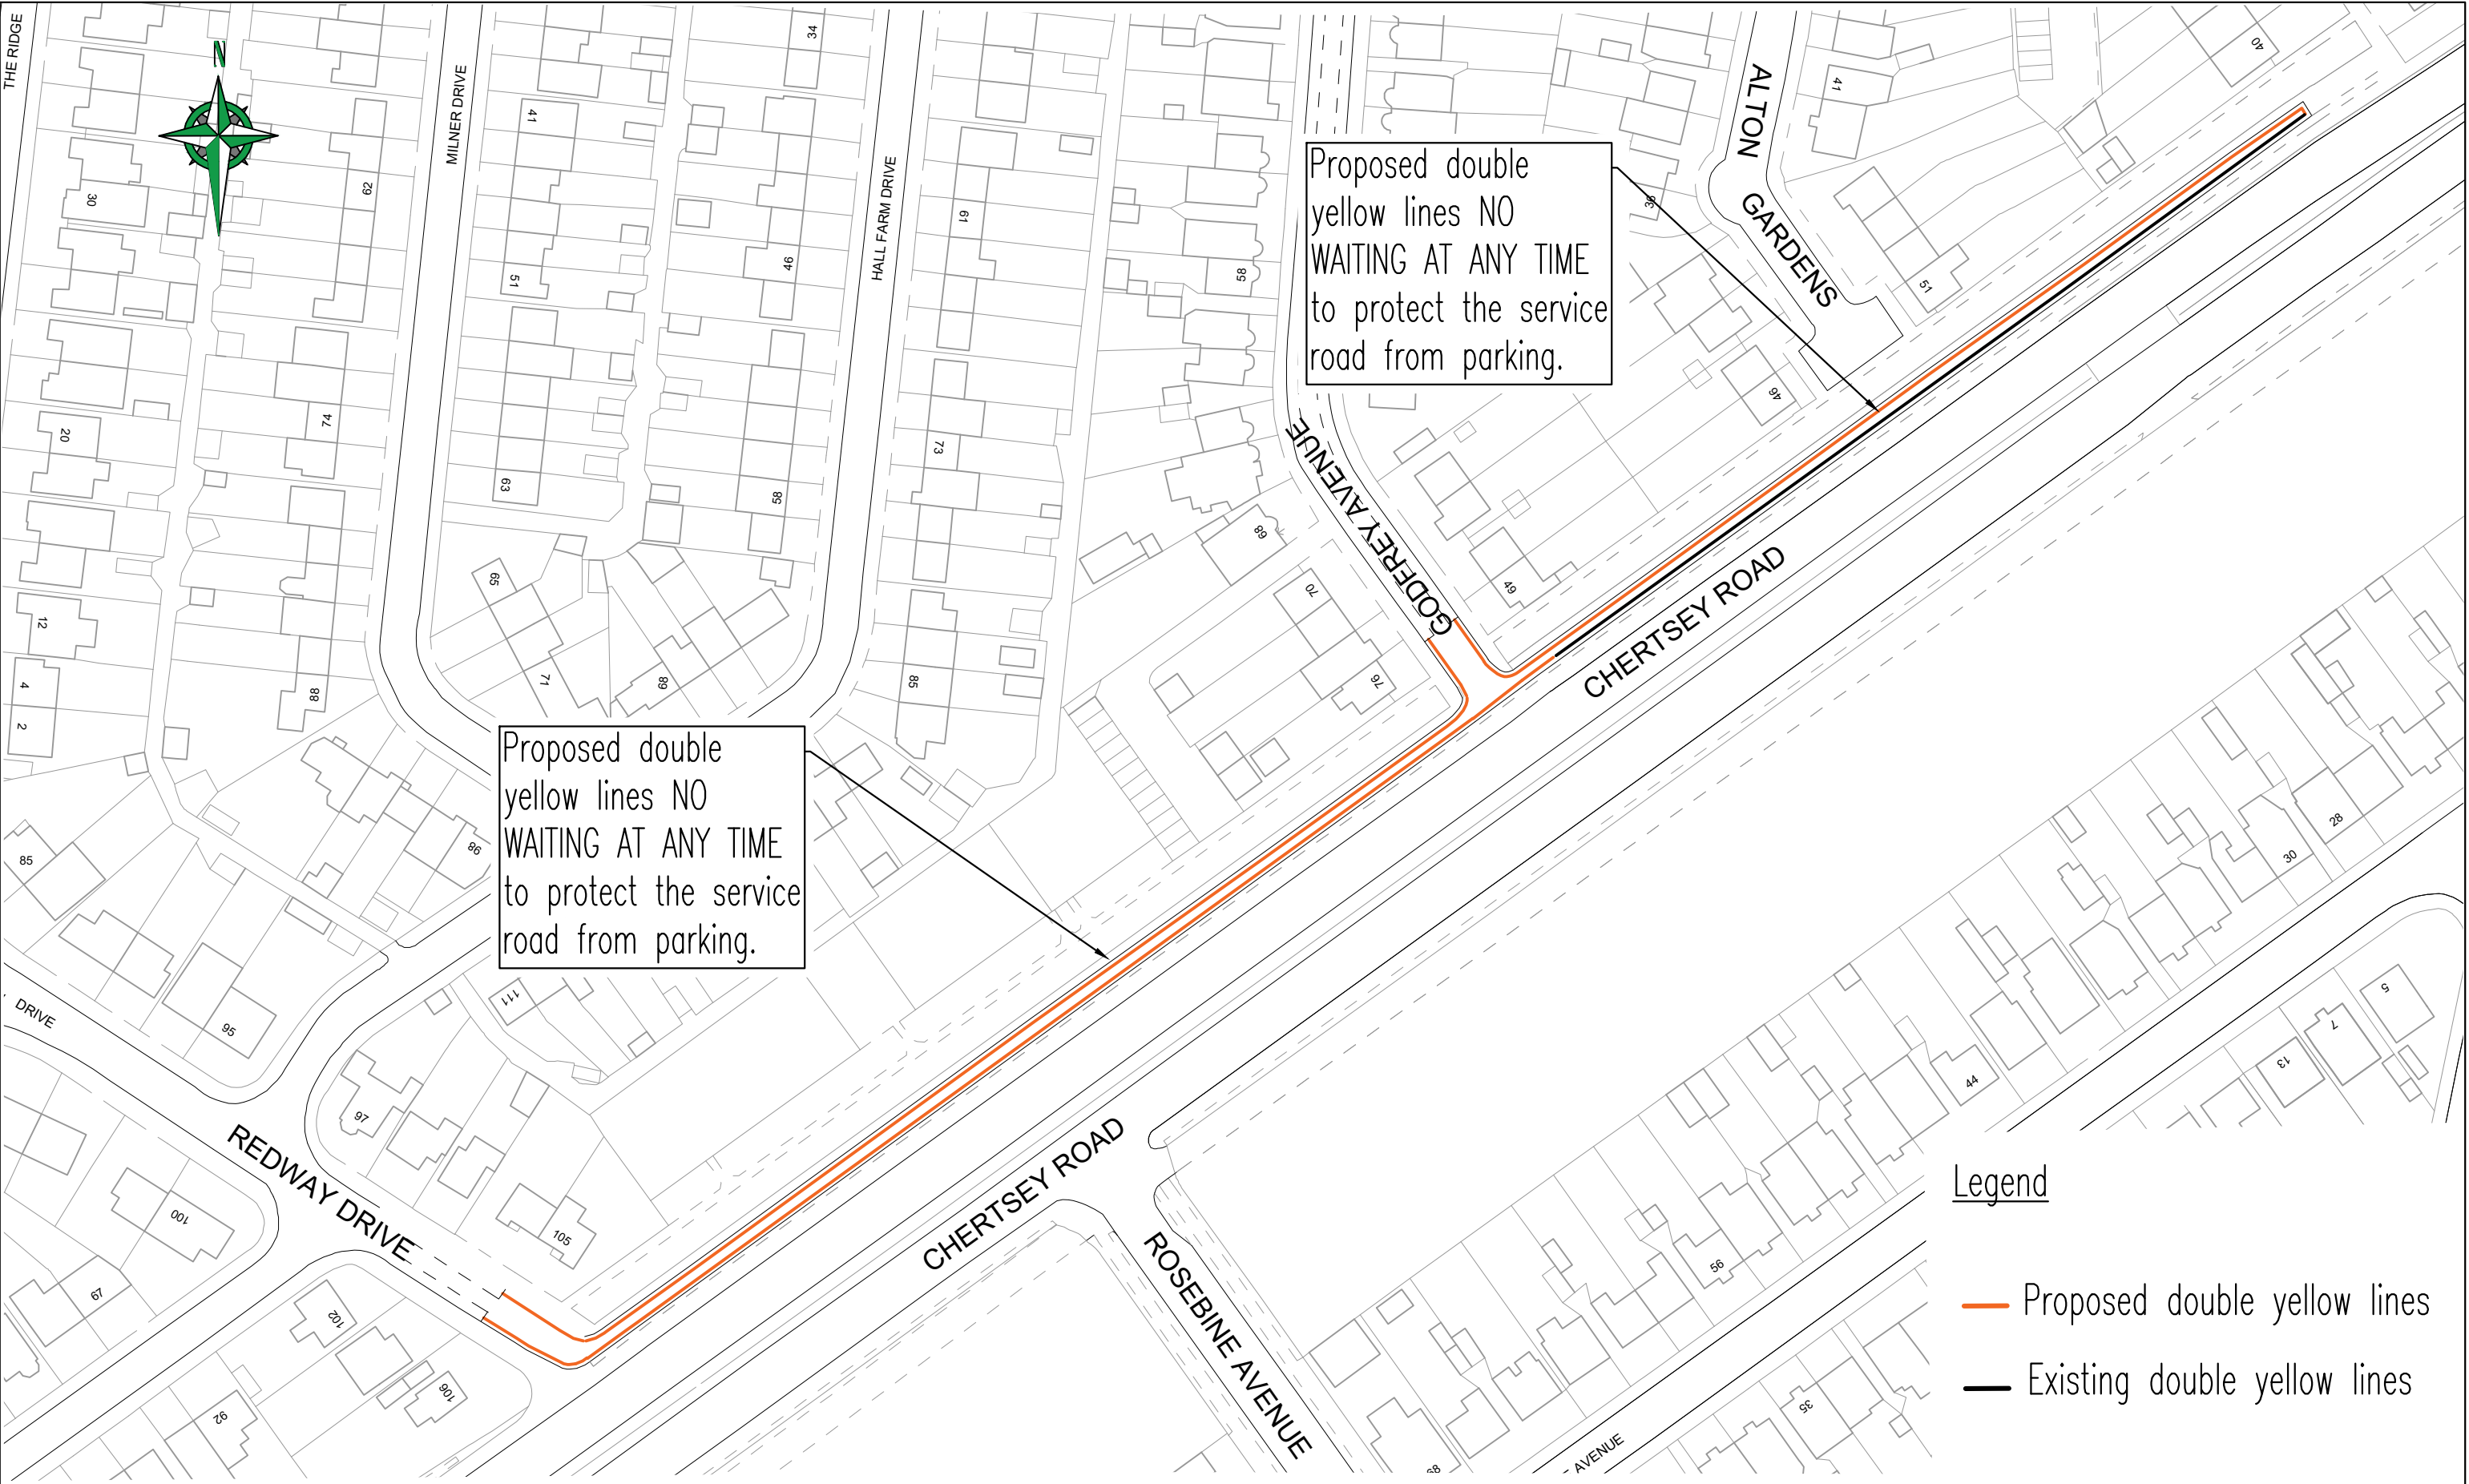 THE RIDGE
N
MILNER DRIVE
HALL FARM DRIVE
ALTON
GARDENS
34
40
41
41
30
62
61
46
58
36
51
51
20
74
73
63
58
46
68
49
65
70
76
12
4
2
88
71
89
85
GODFREY AVENUE
CHERTSEY ROAD
Proposed double
yellow lines NO
WAITING AT ANY TIME
to protect the service
road from parking.
Proposed double
yellow lines NO
WAITING AT ANY TIME
to protect the service
road from parking.
85
98
28
30
DRIVE
95
111
97
5
7
13
44
REDWAY DRIVE
100
105
CHERTSEY ROAD
ROSEBINE AVENUE
56
67
102
106
92
35
68
AVENUE
Legend
Proposed double yellow lines
Existing double yellow lines